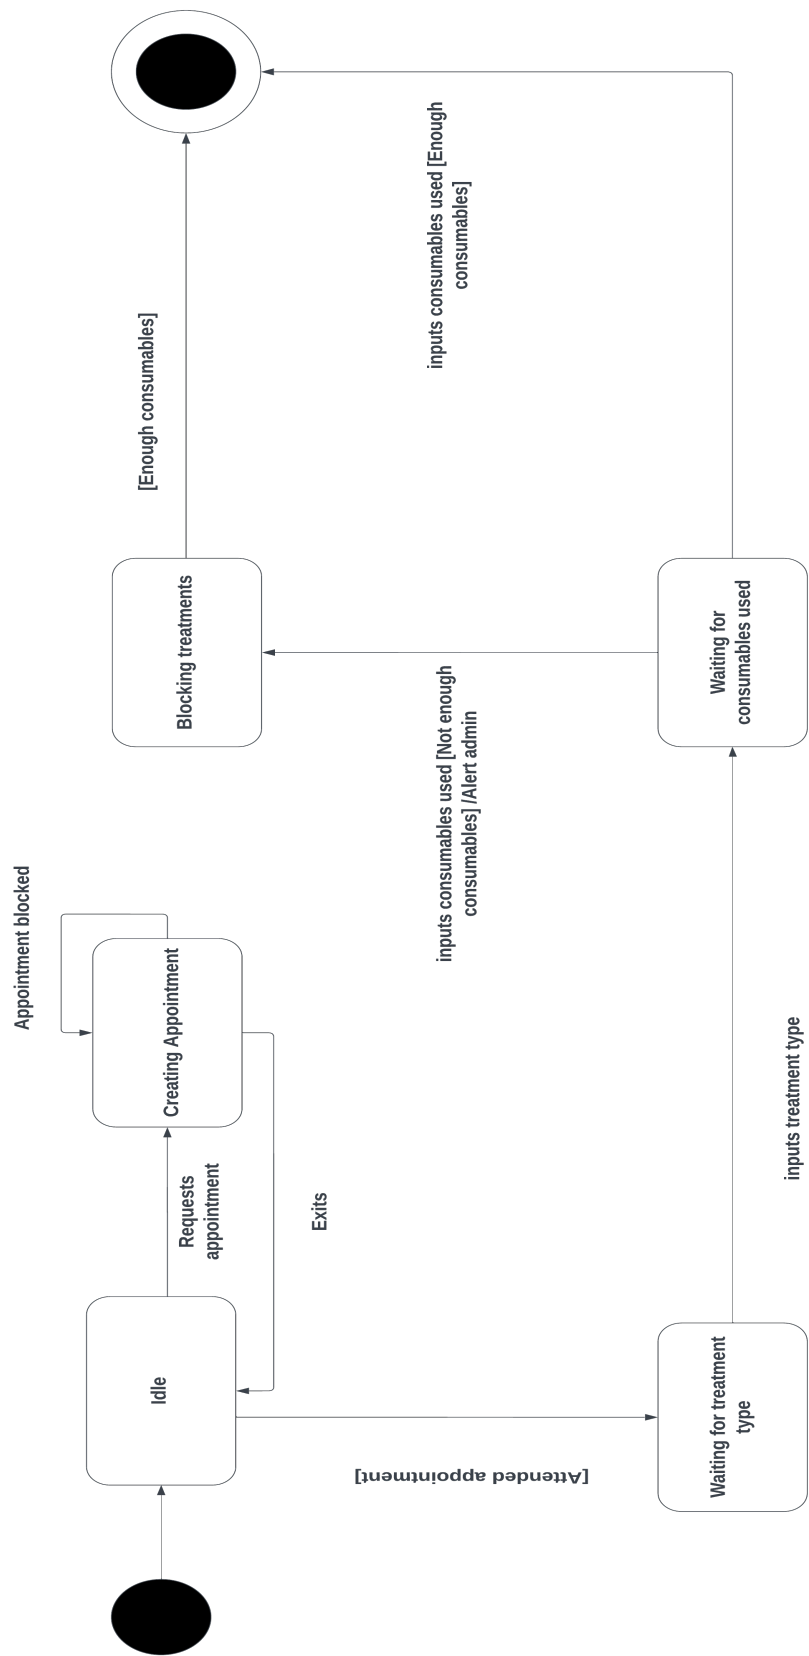 Idle
Requests
appointment
Creating Appointment
Appointment blocked
Exits
[Attended appointment]
Waiting for treatment
type
inputs treatment type
Waiting for
consumables used
inputs consumables used [Not enough
consumables] /Alert admin
Blocking treatments
[Enough consumables]
inputs consumables used [Enough
consumables]